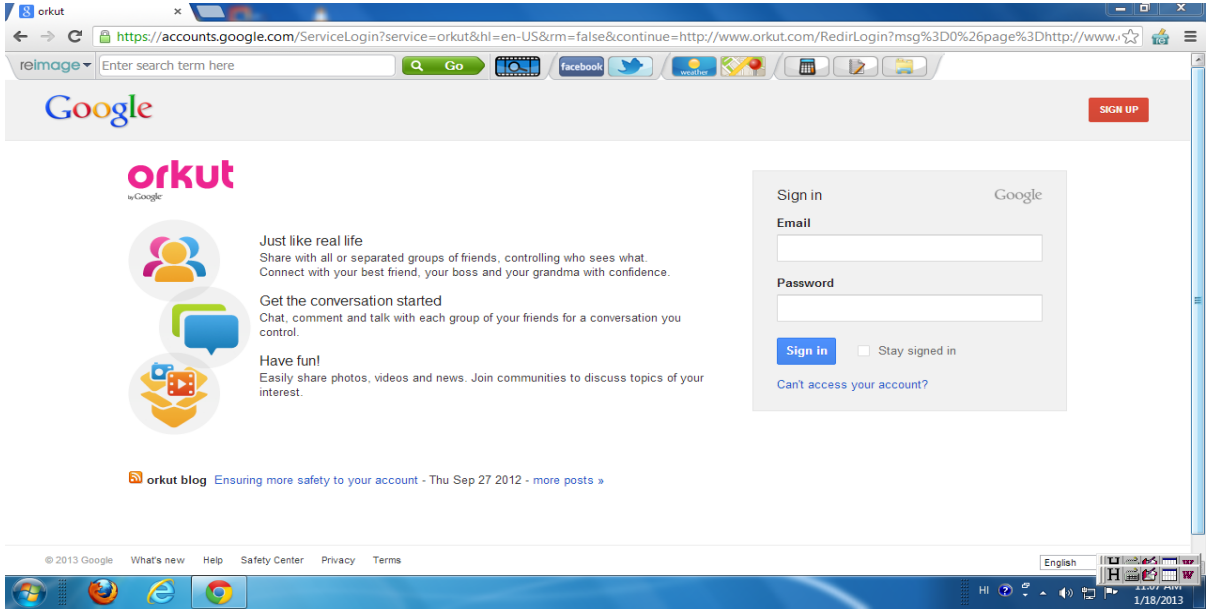 orkut
https://accounts.google.com/ServiceLogin?service=orkut&hl=en-US&rm=false&continue=http://www.orkut.com/RedirLogin?msg%3D0%26page%3Dhttp://www.
reimage Enter search term here Go facebook weather
Google SIGN UP
orkut
by Google
Sign in Google
Email
Just like real life
Share with all or separated groups of friends, controlling who sees what.
Connect with your best friend, your boss and your grandma with confidence.
Password
Get the conversation started
Chat, comment and talk with each group of your friends for a conversation you
control.
Sign in Stay signed in
Have fun!
Easily share photos, videos and news. Join communities to discuss topics of your
interest.
Can't access your account?
orkut blog Ensuring more safety to your account - Thu Sep 27 2012 - more posts »
© 2013 Google What's new Help Safety Center Privacy Terms English
H W
HI
1/18/2013